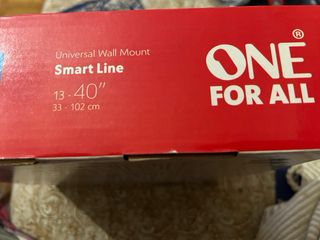 Universal Wall Mount
Smart Line
13 - 40"
33 - 102 cm
ONE®
FOR ALL